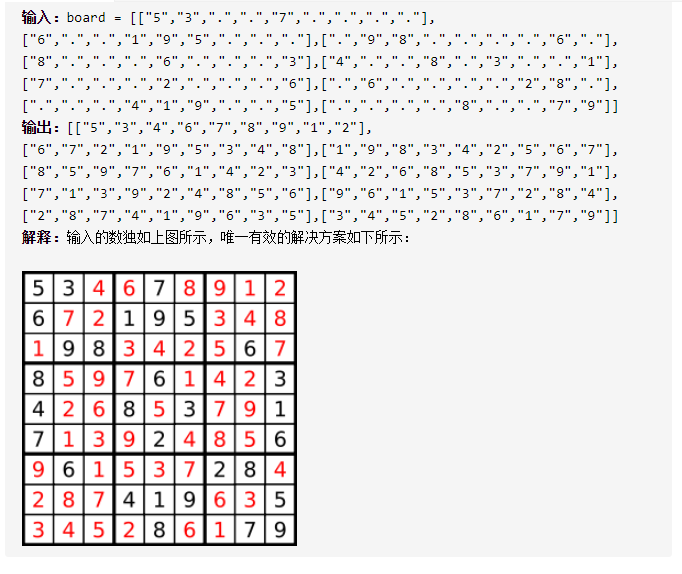 输入：board = [["5","3",".",".","7",".",".",".","."],
["6",".",".","1","9","5",".",".","."],[".","9","8",".",".",".",".","6","."],
["8",".",".",".","6",".",".",".","3"],["4",".",".","8",".","3",".",".","1"],
["7",".",".",".","2",".",".",".","6"],[".","6",".",".",".",".","2","8","."],
[".",".",".","4","1","9",".",".","5"],[".",".",".",".","8",".",".","7","9"]]
输出：[["5","3","4","6","7","8","9","1","2"],
["6","7","2","1","9","5","3","4","8"],["1","9","8","3","4","2","5","6","7"],
["8","5","9","7","6","1","4","2","3"],["4","2","6","8","5","3","7","9","1"],
["7","1","3","9","2","4","8","5","6"],["9","6","1","5","3","7","2","8","4"],
["2","8","7","4","1","9","6","3","5"],["3","4","5","2","8","6","1","7","9"]]
解释：输入的数独如上图所示，唯一有效的解决方案如下所示：
5 3 4 6 7 8 9 1 2
6 7 2 1 9 5 3 4 8
1 9 8 3 4 2 5 6 7
8 5 9 7 6 1 4 2 3
4 2 6 8 5 3 7 9 1
7 1 3 9 2 4 8 5 6
9 6 1 5 3 7 2 8 4
2 8 7 4 1 9 6 3 5
3 4 5 2 8 6 1 7 9